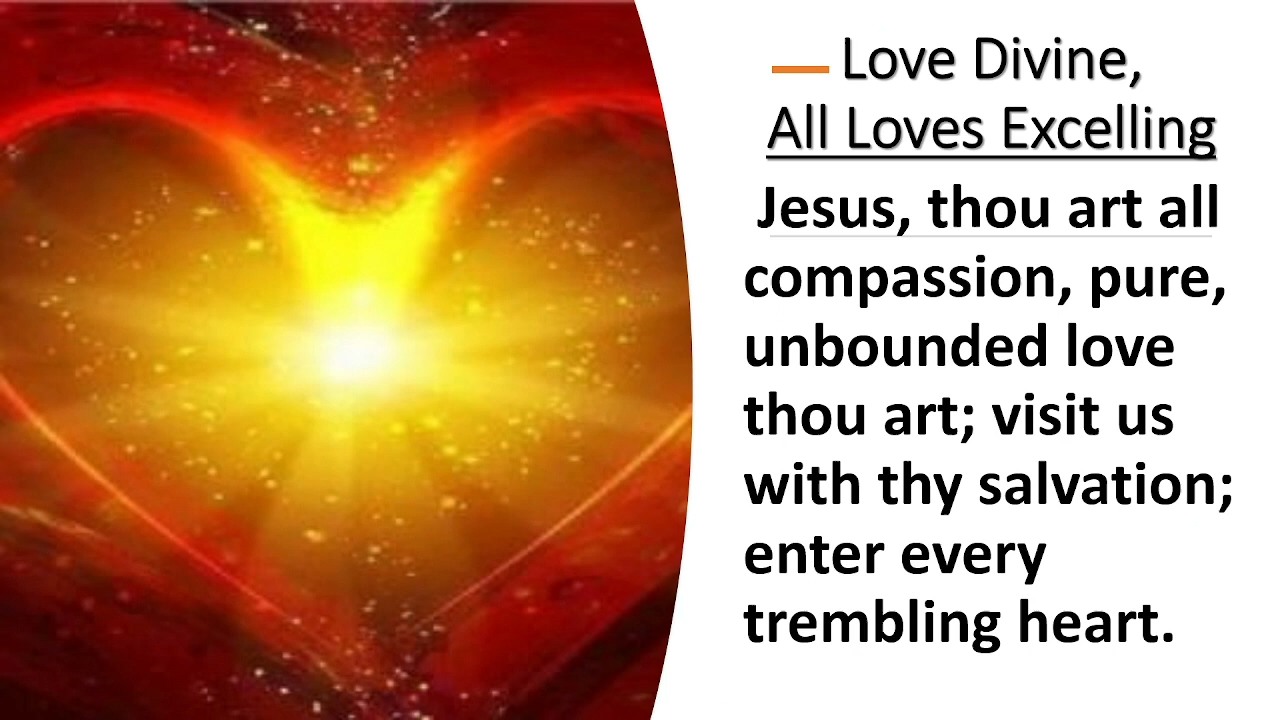 Love Divine,
All Loves Excelling
Jesus, thou art all
compassion, pure,
unbounded love
thou art; visit us
with thy salvation;
enter every
trembling heart.